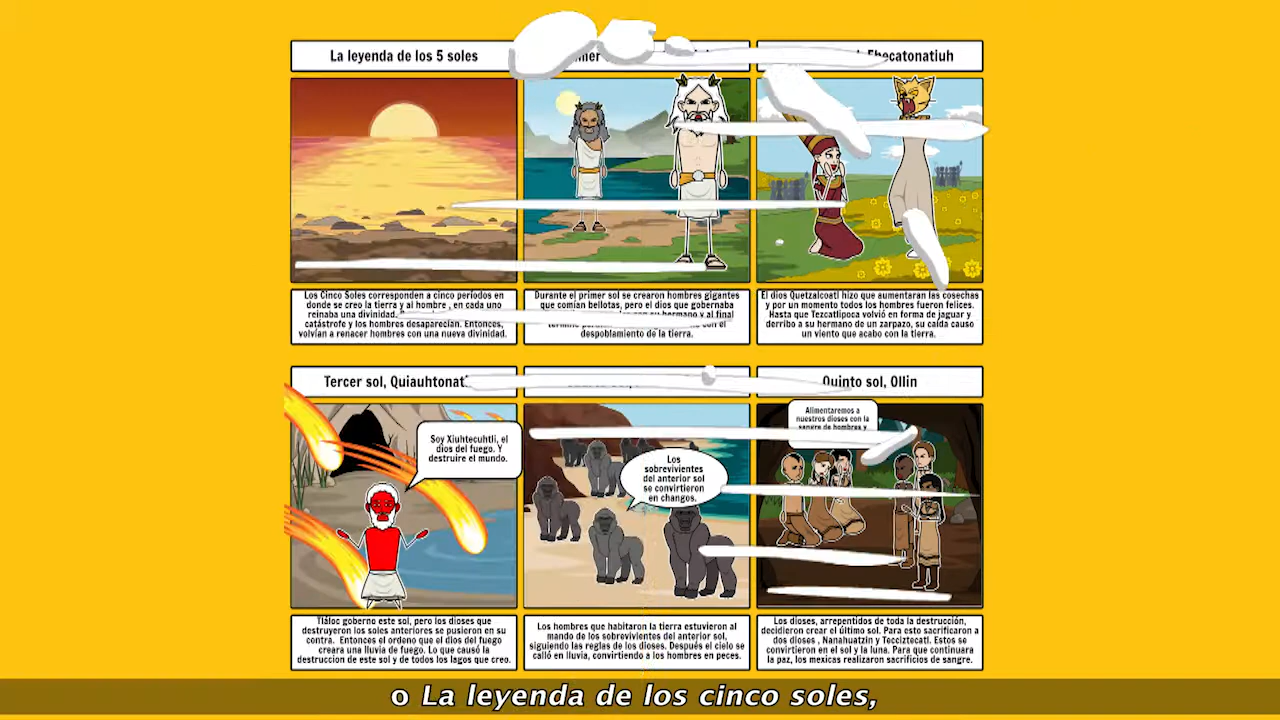 La leyenda de los 5 soles
Ehecatonatiuh
Los Cinco Soles corresponden a cinco períodos en
donde se creo la tierra y al hombre , en cada uno
reinaba una divinidad.
catástrofe y los hombres desaparecían. Entonces,
volvían a renacer hombres con una nueva divinidad.
Durante el primer sol se crearon hombres gigantes
que comían bellotas, pero el dios que gobernaba
su hermano y al final
con el
despoblamiento de la tierra.
El dios Quetzalcoatl hizo que aumentaran las cosechas
y por un momento todos los hombres fueron felices.
Hasta que Tezcatlipoca volvió en forma de jaguar y
derribo a su hermano de un zarpazo, su caída causo
un viento que acabo con la tierra.
Tercer sol,
Quinto sol, Ollin
Soy Xiuhtecuhtli, el
dios del fuego. Y
destruire el mundo.
Los
sobrevivientes
del anterior sol
se convirtieron
en changos.
Alimentaremos a
nuestros dioses con la
sangre de hombres y
Tláloc goberno este sol, pero los dioses que
destruyeron los soles anteriores se pusieron en su
contra. Entonces el ordeno que el dios del fuego
creara una lluvia de fuego. Lo que causó la
destruccion de este sol y de todos los lagos que creo.
Los hombres que habitaron la tierra estuvieron al
mando de los sobrevivientes del anterior sol,
siguiendo las reglas de los dioses. Después el cielo se
calló en lluvia, convirtiendo a los hombres en peces.
Los dioses, arrepentidos de toda la destrucción,
decidieron crear el último sol. Para esto sacrificaron a
dos dioses , Nanahuatzin y Tecciztecatl. Estos se
convirtieron en el sol y la luna. Para que continuara
la paz, los mexicas realizaron sacrificios de sangre.
o La leyenda de los cinco soles,